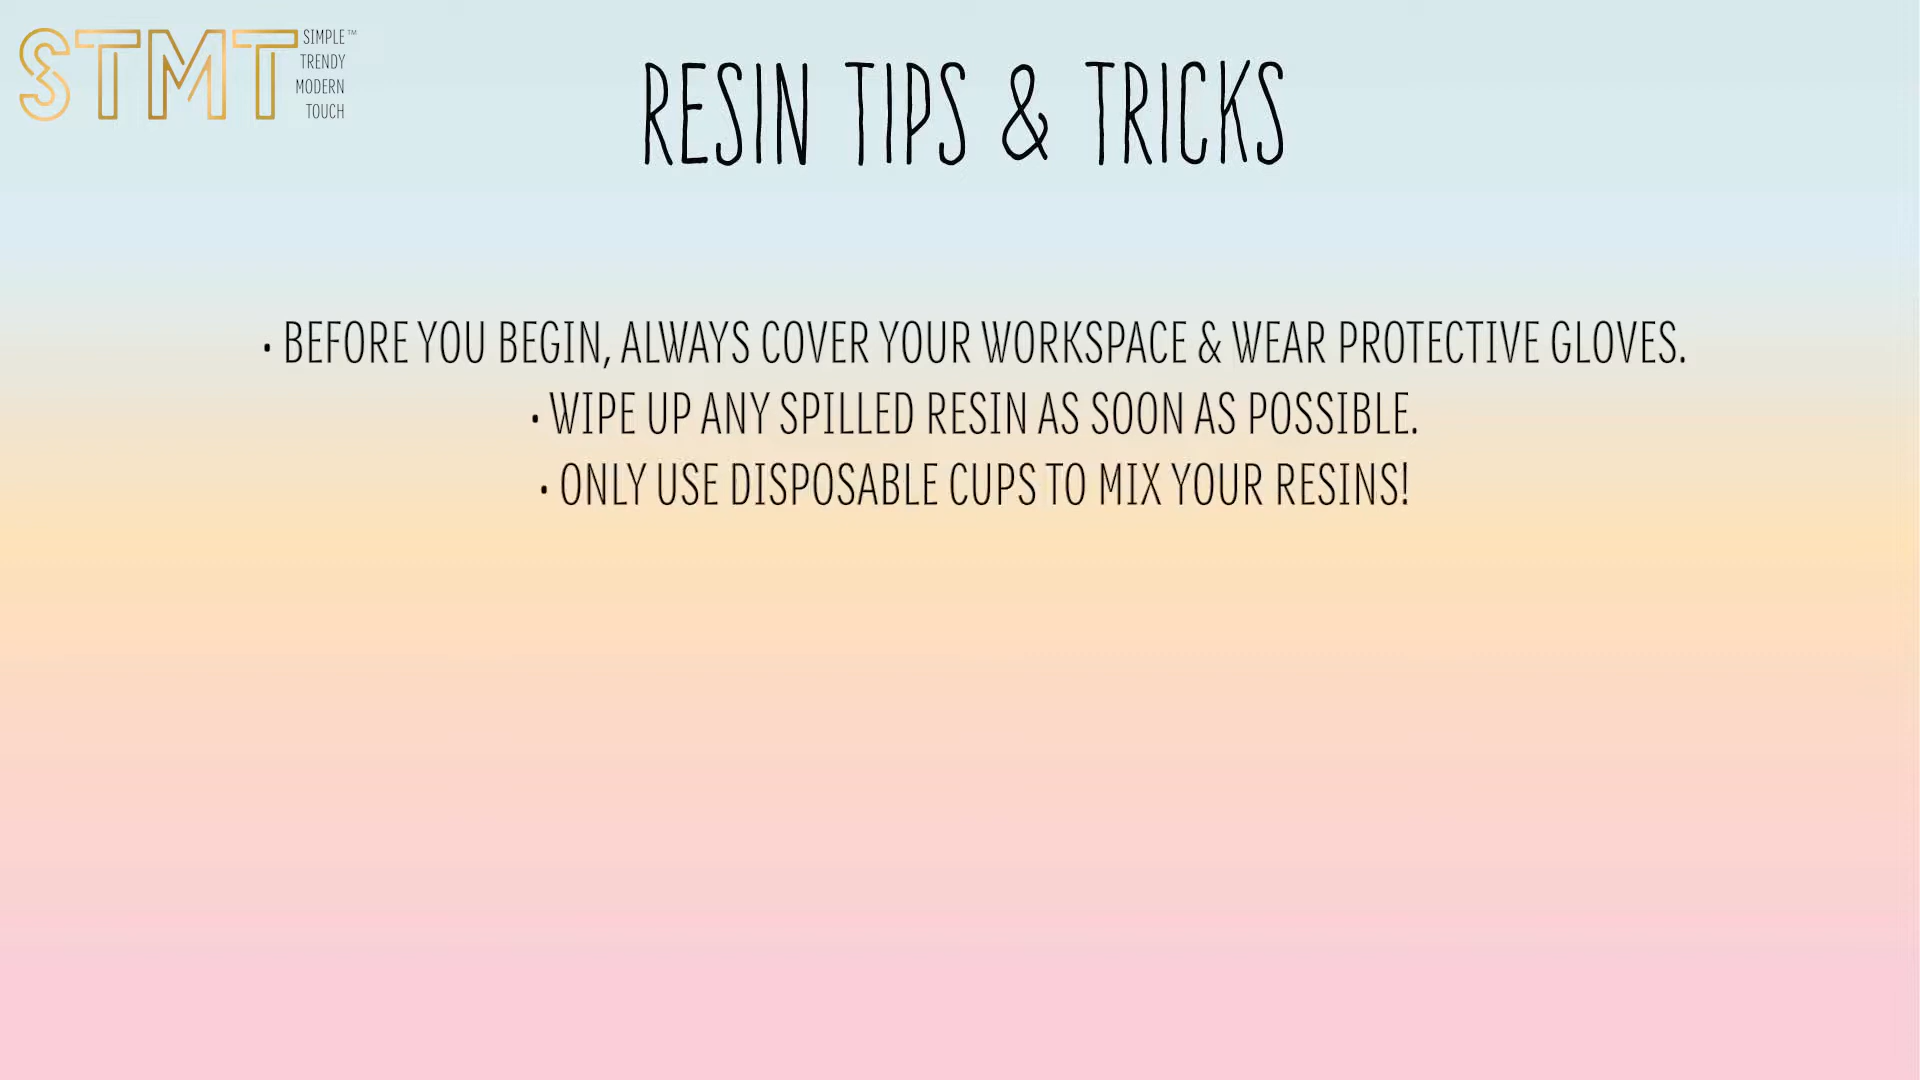 STMT
SIMPLE™
TRENDY
MODERN
TOUCH
RESIN TIPS & TRICKS
• BEFORE YOU BEGIN, ALWAYS COVER YOUR WORKSPACE & WEAR PROTECTIVE GLOVES.
• WIPE UP ANY SPILLED RESIN AS SOON AS POSSIBLE.
• ONLY USE DISPOSABLE CUPS TO MIX YOUR RESINS!